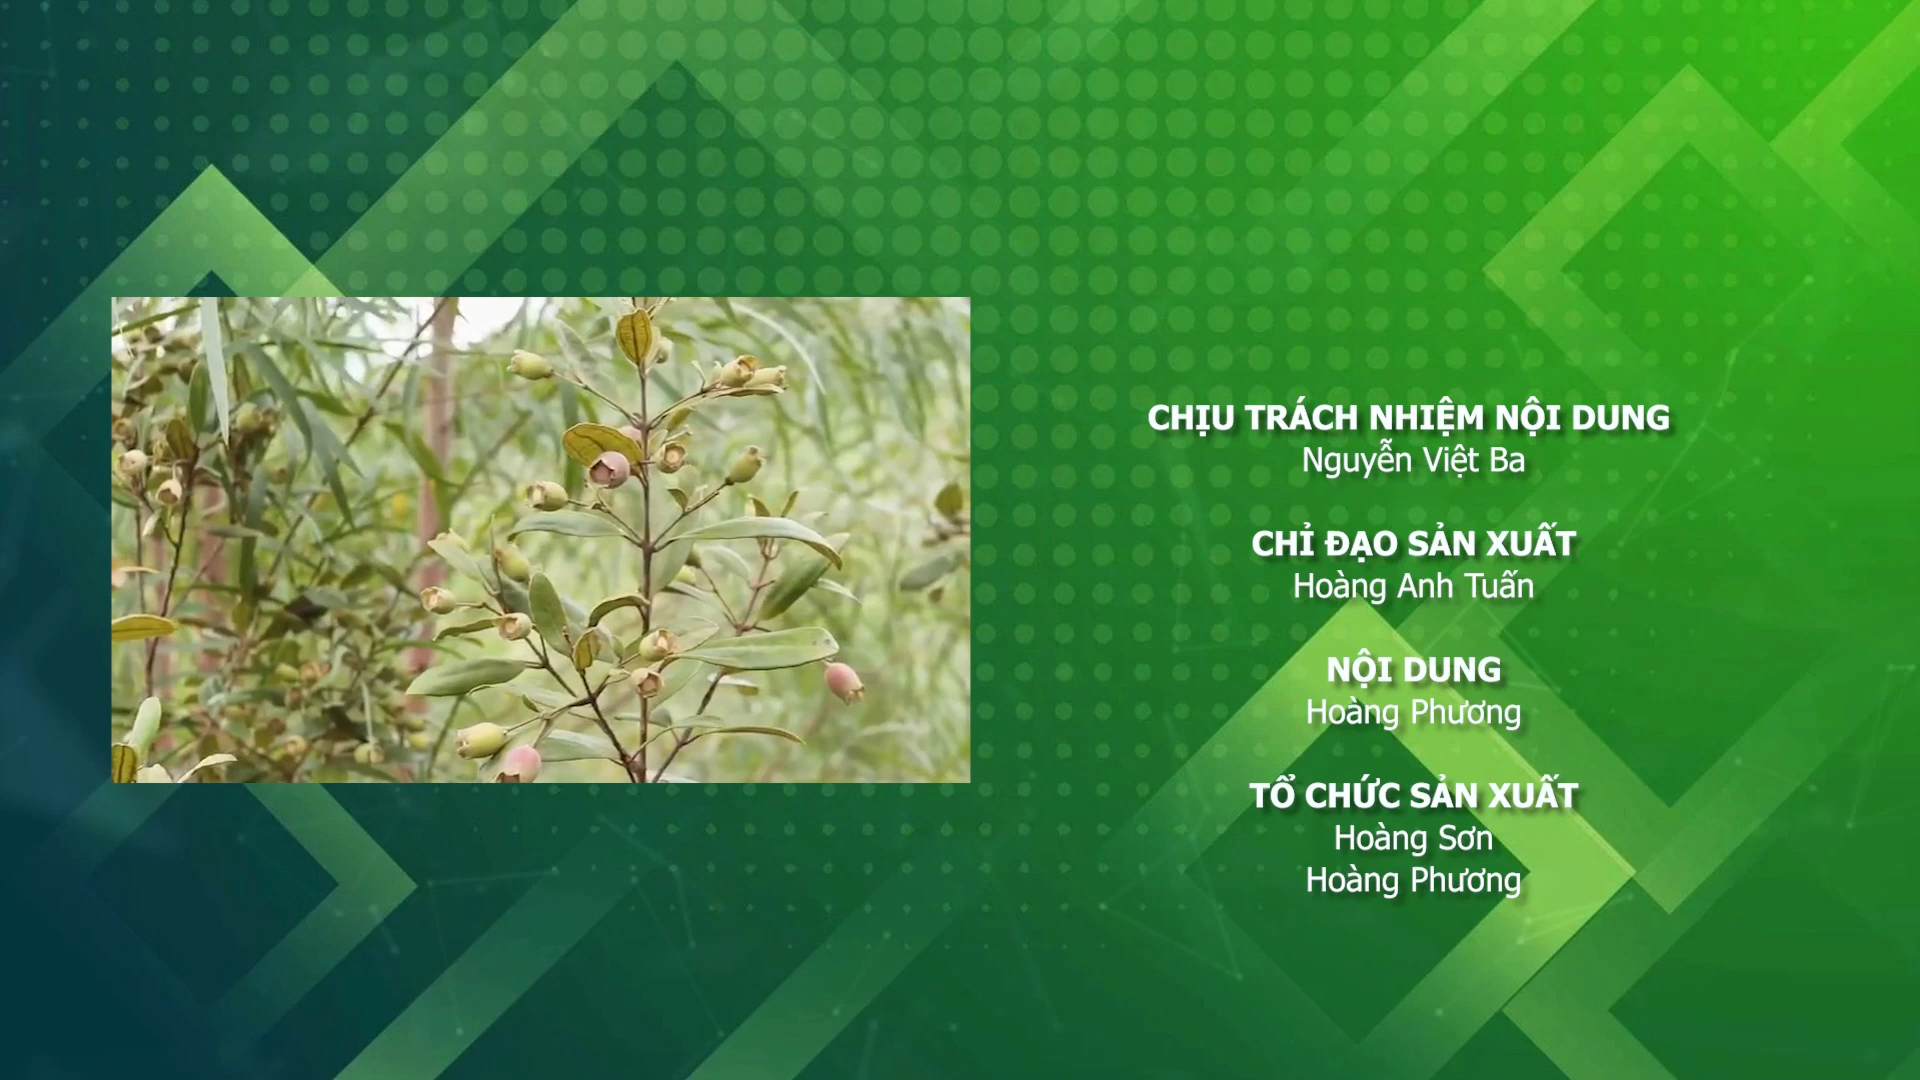 CHỊU TRÁCH NHIỆM NỘI DUNG
Nguyễn Việt Ba
CHỈ ĐẠO SẢN XUẤT
Hoàng Anh Tuấn
NỘI DUNG
Hoàng Phương
TỔ CHỨC SẢN XUẤT
Hoàng Sơn
Hoàng Phương